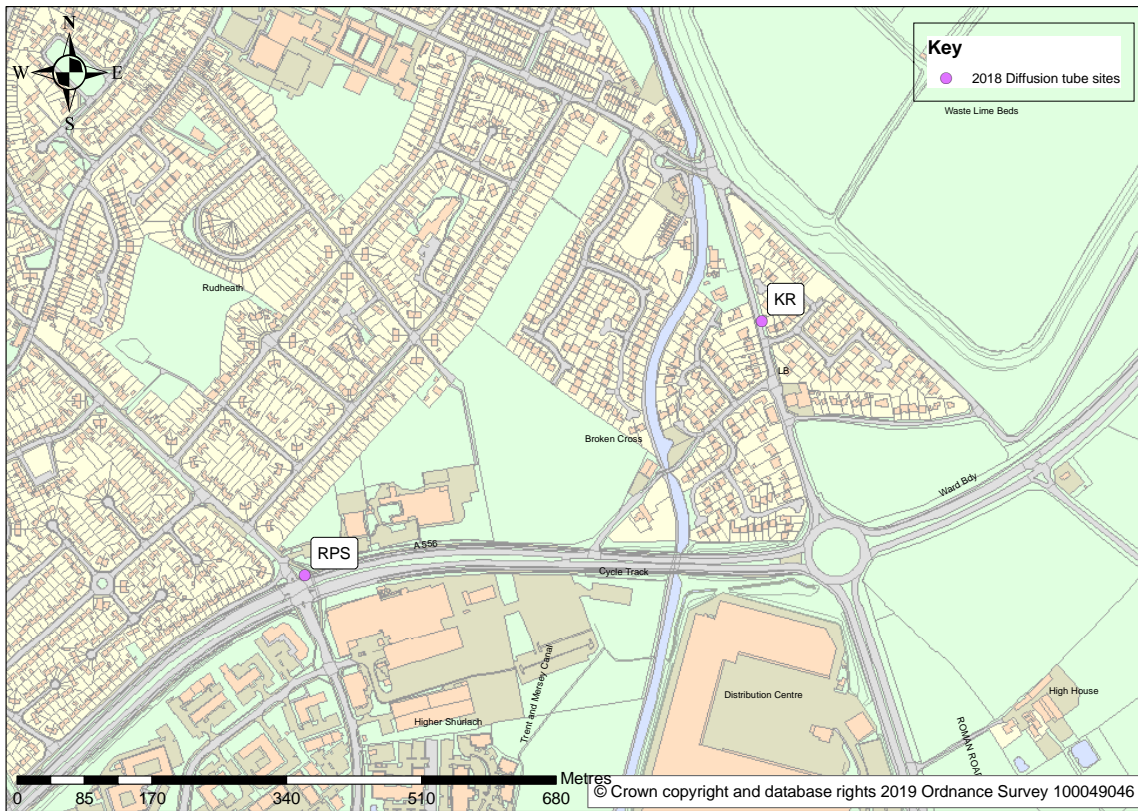 N
W E
S
Key
2018 Diffusion tube sites
Waste Lime Beds
Rudheath
KR
LB
Broken Cross
Ward Bdy
RPS
A 556
Cycle Track
Trent and Mersey Canal
Distribution Centre
High House
Higher Shurlach
ROMAN ROAD
Metres
0 85 170 340 510 680
© Crown copyright and database rights 2019 Ordnance Survey 100049046